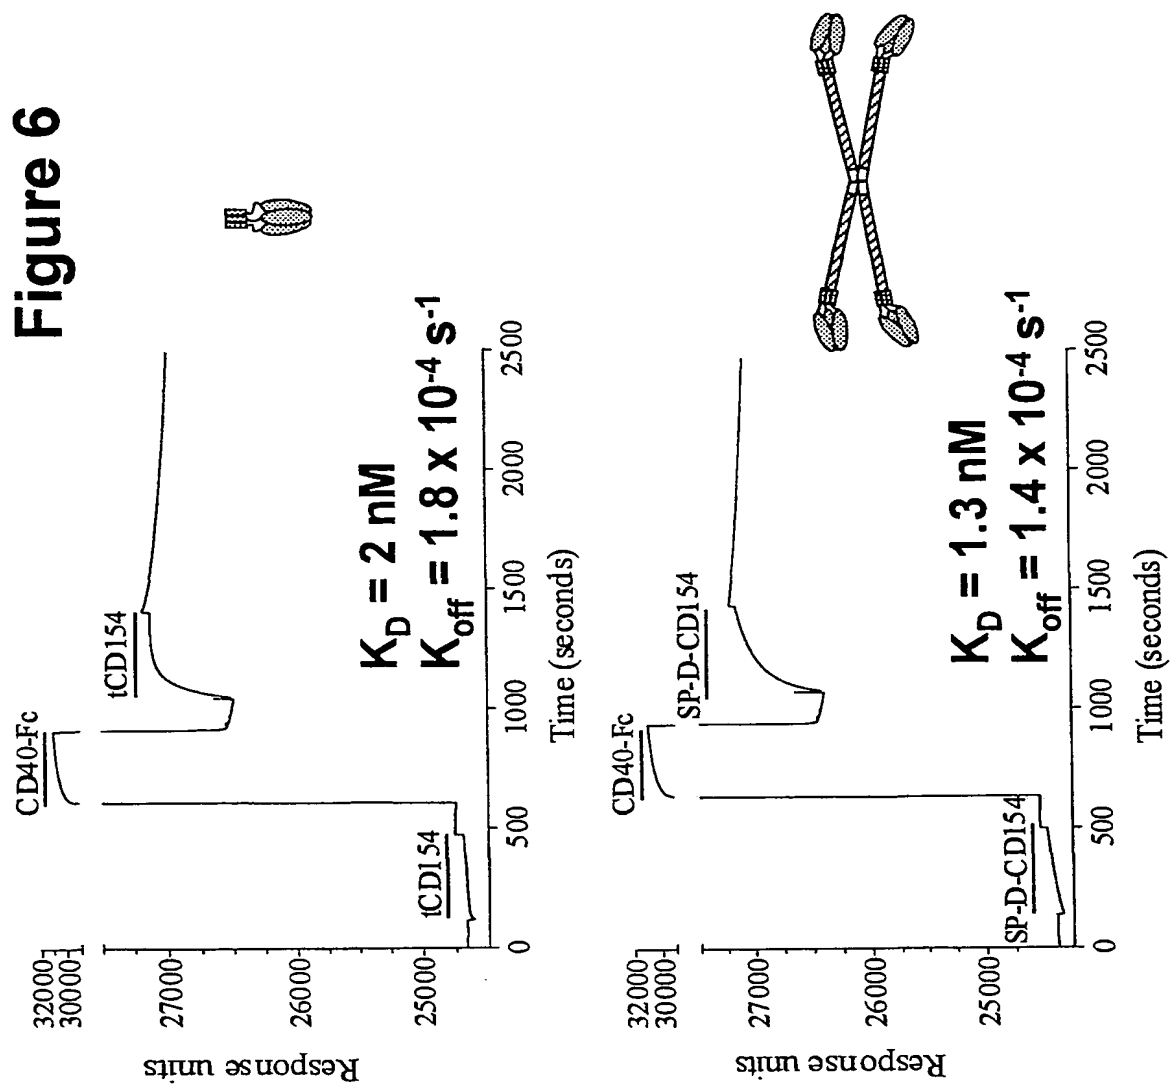 Figure 6
Response units
32000
30000
27000
26000
25000
CD40-Fc
tCD154
tCD154
K_D = 2 nM
K_off = 1.8 x 10^-4 s^-1
0
500
1000
1500
2000
2500
Time (seconds)
Response units
32000
30000
27000
26000
25000
CD40-Fc
SP-D-CD154
SP-D-CD154
K_D = 1.3 nM
K_off = 1.4 x 10^-4 s^-1
0
500
1000
1500
2000
2500
Time (seconds)